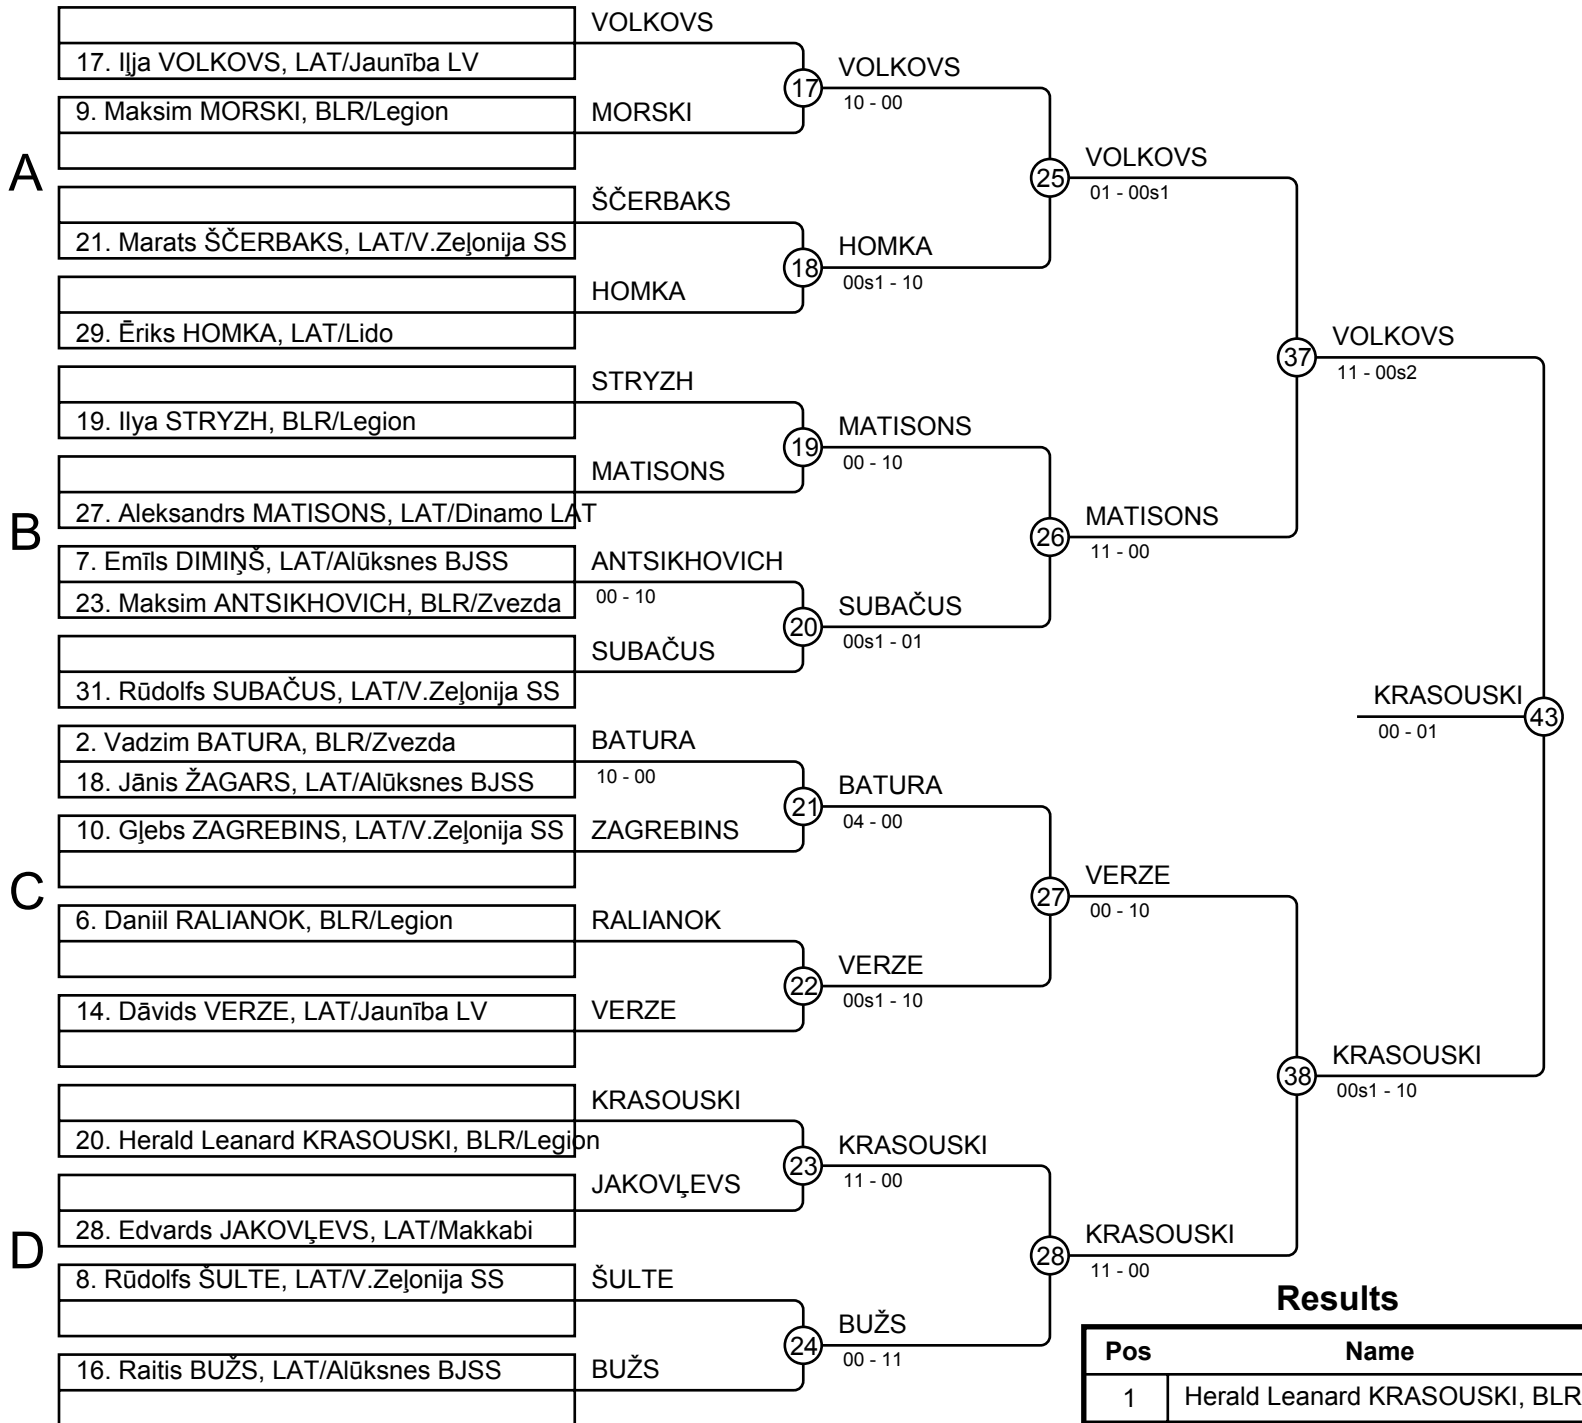 A
17. Iļja VOLKOVS, LAT/Jaunība LV
9. Maksim MORSKI, BLR/Legion
21. Marats ŠČERBAKS, LAT/V.Zeļonija SS
29. Ēriks HOMKA, LAT/Lido
B
19. Ilya STRYZH, BLR/Legion
27. Aleksandrs MATISONS, LAT/Dinamo LAT
7. Emīls DIMIŅŠ, LAT/Alūksnes BJSS
23. Maksim ANTSIKHOVICH, BLR/Zvezda
31. Rūdolfs SUBAČUS, LAT/V.Zeļonija SS
C
2. Vadzim BATURA, BLR/Zvezda
18. Jānis ŽAGARS, LAT/Alūksnes BJSS
10. Gļebs ZAGREBINS, LAT/V.Zeļonija SS
6. Daniil RALIANOK, BLR/Legion
14. Dāvids VERZE, LAT/Jaunība LV
D
20. Herald Leanard KRASOUSKI, BLR/Legion
28. Edvards JAKOVĻEVS, LAT/Makkabi
8. Rūdolfs ŠULTE, LAT/V.Zeļonija SS
16. Raitis BUŽS, LAT/Alūksnes BJSS
VOLKOVS
MORSKI
ŠČERBAKS
HOMKA
STRYZH
MATISONS
ANTSIKHOVICH
00 - 10
SUBAČUS
BATURA
10 - 00
ZAGREBINS
RALIANOK
VERZE
KRASOUSKI
JAKOVĻEVS
ŠULTE
BUŽS
17
VOLKOVS
10 - 00
18
HOMKA
00s1 - 10
19
MATISONS
00 - 10
20
SUBAČUS
00s1 - 01
21
BATURA
04 - 00
22
VERZE
00s1 - 10
23
KRASOUSKI
11 - 00
24
BUŽS
00 - 11
25
VOLKOVS
01 - 00s1
26
MATISONS
11 - 00
27
VERZE
00 - 10
28
KRASOUSKI
11 - 00
37
VOLKOVS
11 - 00s2
38
KRASOUSKI
00s1 - 10
KRASOUSKI
43
00 - 01
Results
Pos Name
1 Herald Leanard KRASOUSKI, BLR